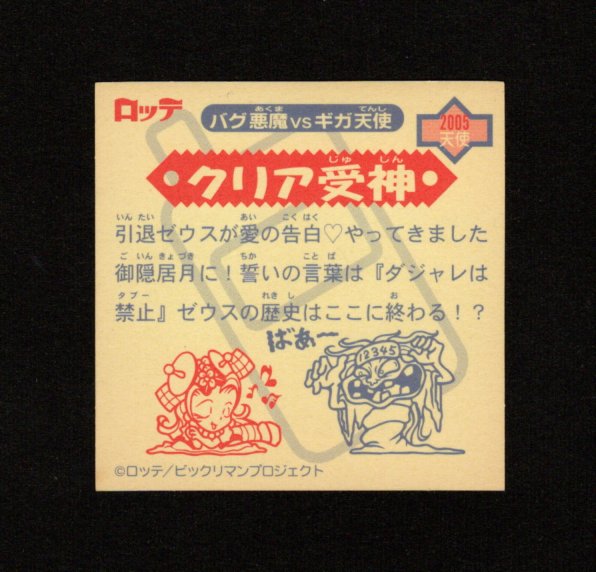 ロッテ
バグ悪魔vsギガ天使
あくま てんし
2005
天使
・クリア受神・
じゅ しん
いん たい あい こく はく
引退ゼウスが愛の告白♡やってきました
ご いん きょ づき ちか こと ば
御隠居月に！誓いの言葉は『ダジャレは
タブー れき し お
禁止』ゼウスの歴史はここに終わる！？
ばあ〜
12345
©ロッテ/ビックリマンプロジェクト